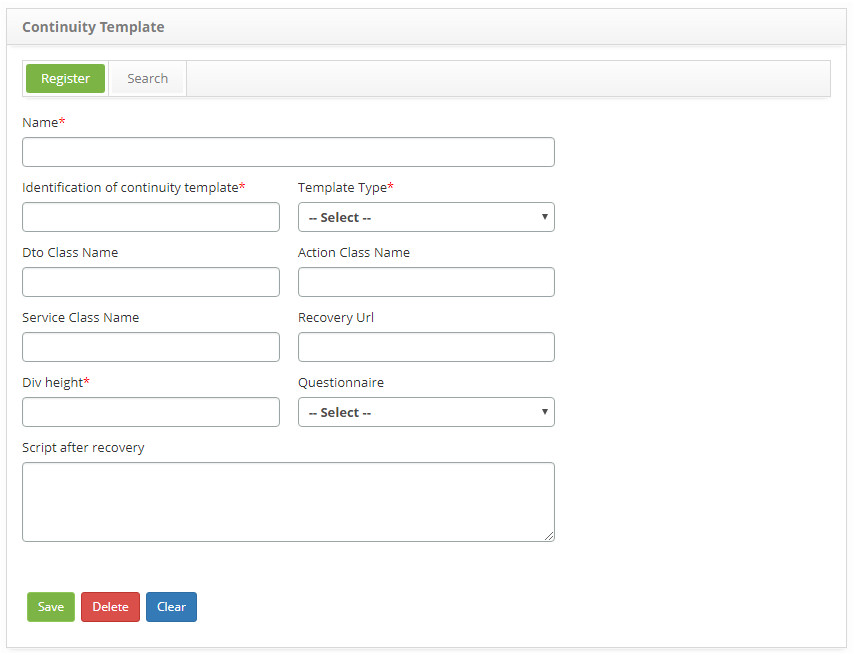 Continuity Template
Register Search
Name*
Identification of continuity template* Template Type*
-- Select --
Dto Class Name Action Class Name
Service Class Name Recovery Url
Div height* Questionnaire
-- Select --
Script after recovery
Save Delete Clear